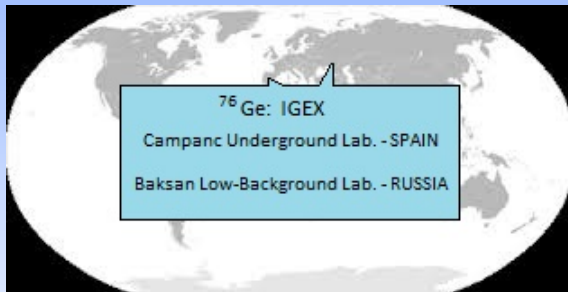 ⁷⁶Ge: IGEX
Campanc Underground Lab. - SPAIN
Baksan Low-Background Lab. - RUSSIA